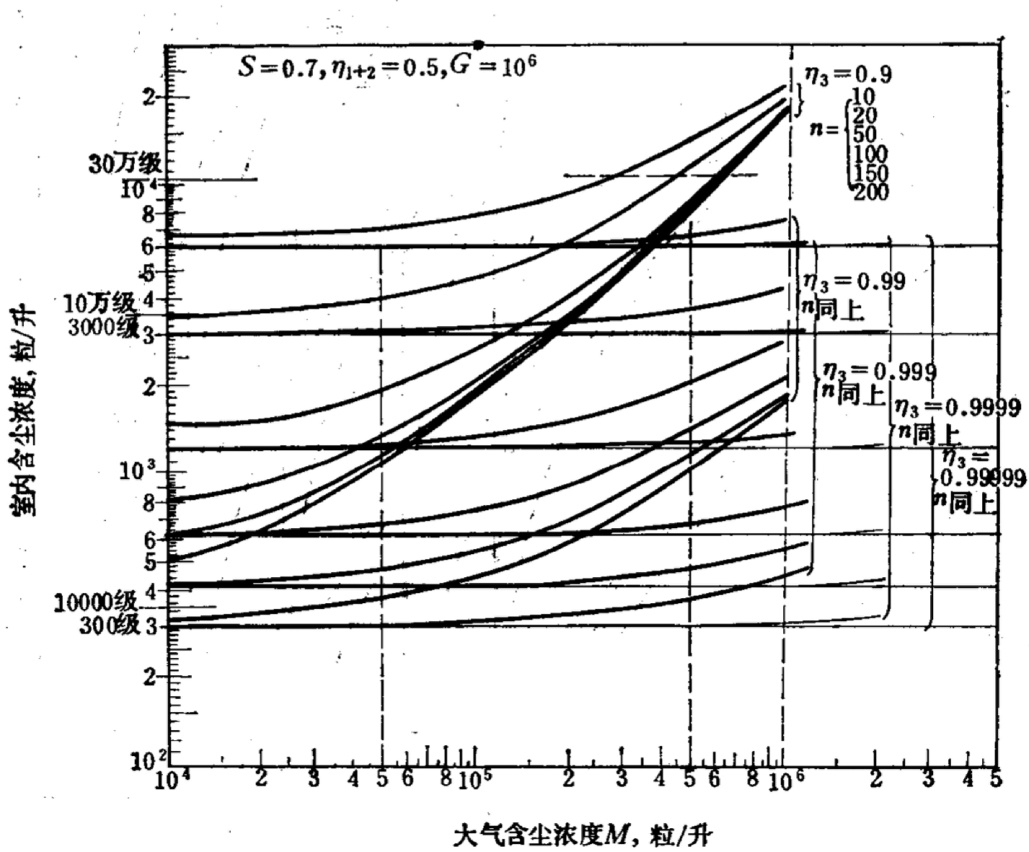 S=0.7, η₁₊₂=0.5, G=10⁶
η₃=0.9
n=
10
20
50
100
150
200
η₃=0.99
n同上
η₃=0.999
n同上
η₃=0.9999
n同上
η₃=
0.99999
n同上
室内含尘浓度, 粒/升
2
30万级
10⁴
8
6
5
4
10万级
3000级
3
2
10³
8
6
5
4
10000级
300级
3
2
10²
10⁴ 2 3 4 5 6 8 10⁵ 2 3 4 5 6 8 10⁶ 2 3 4 5
大气含尘浓度M, 粒/升